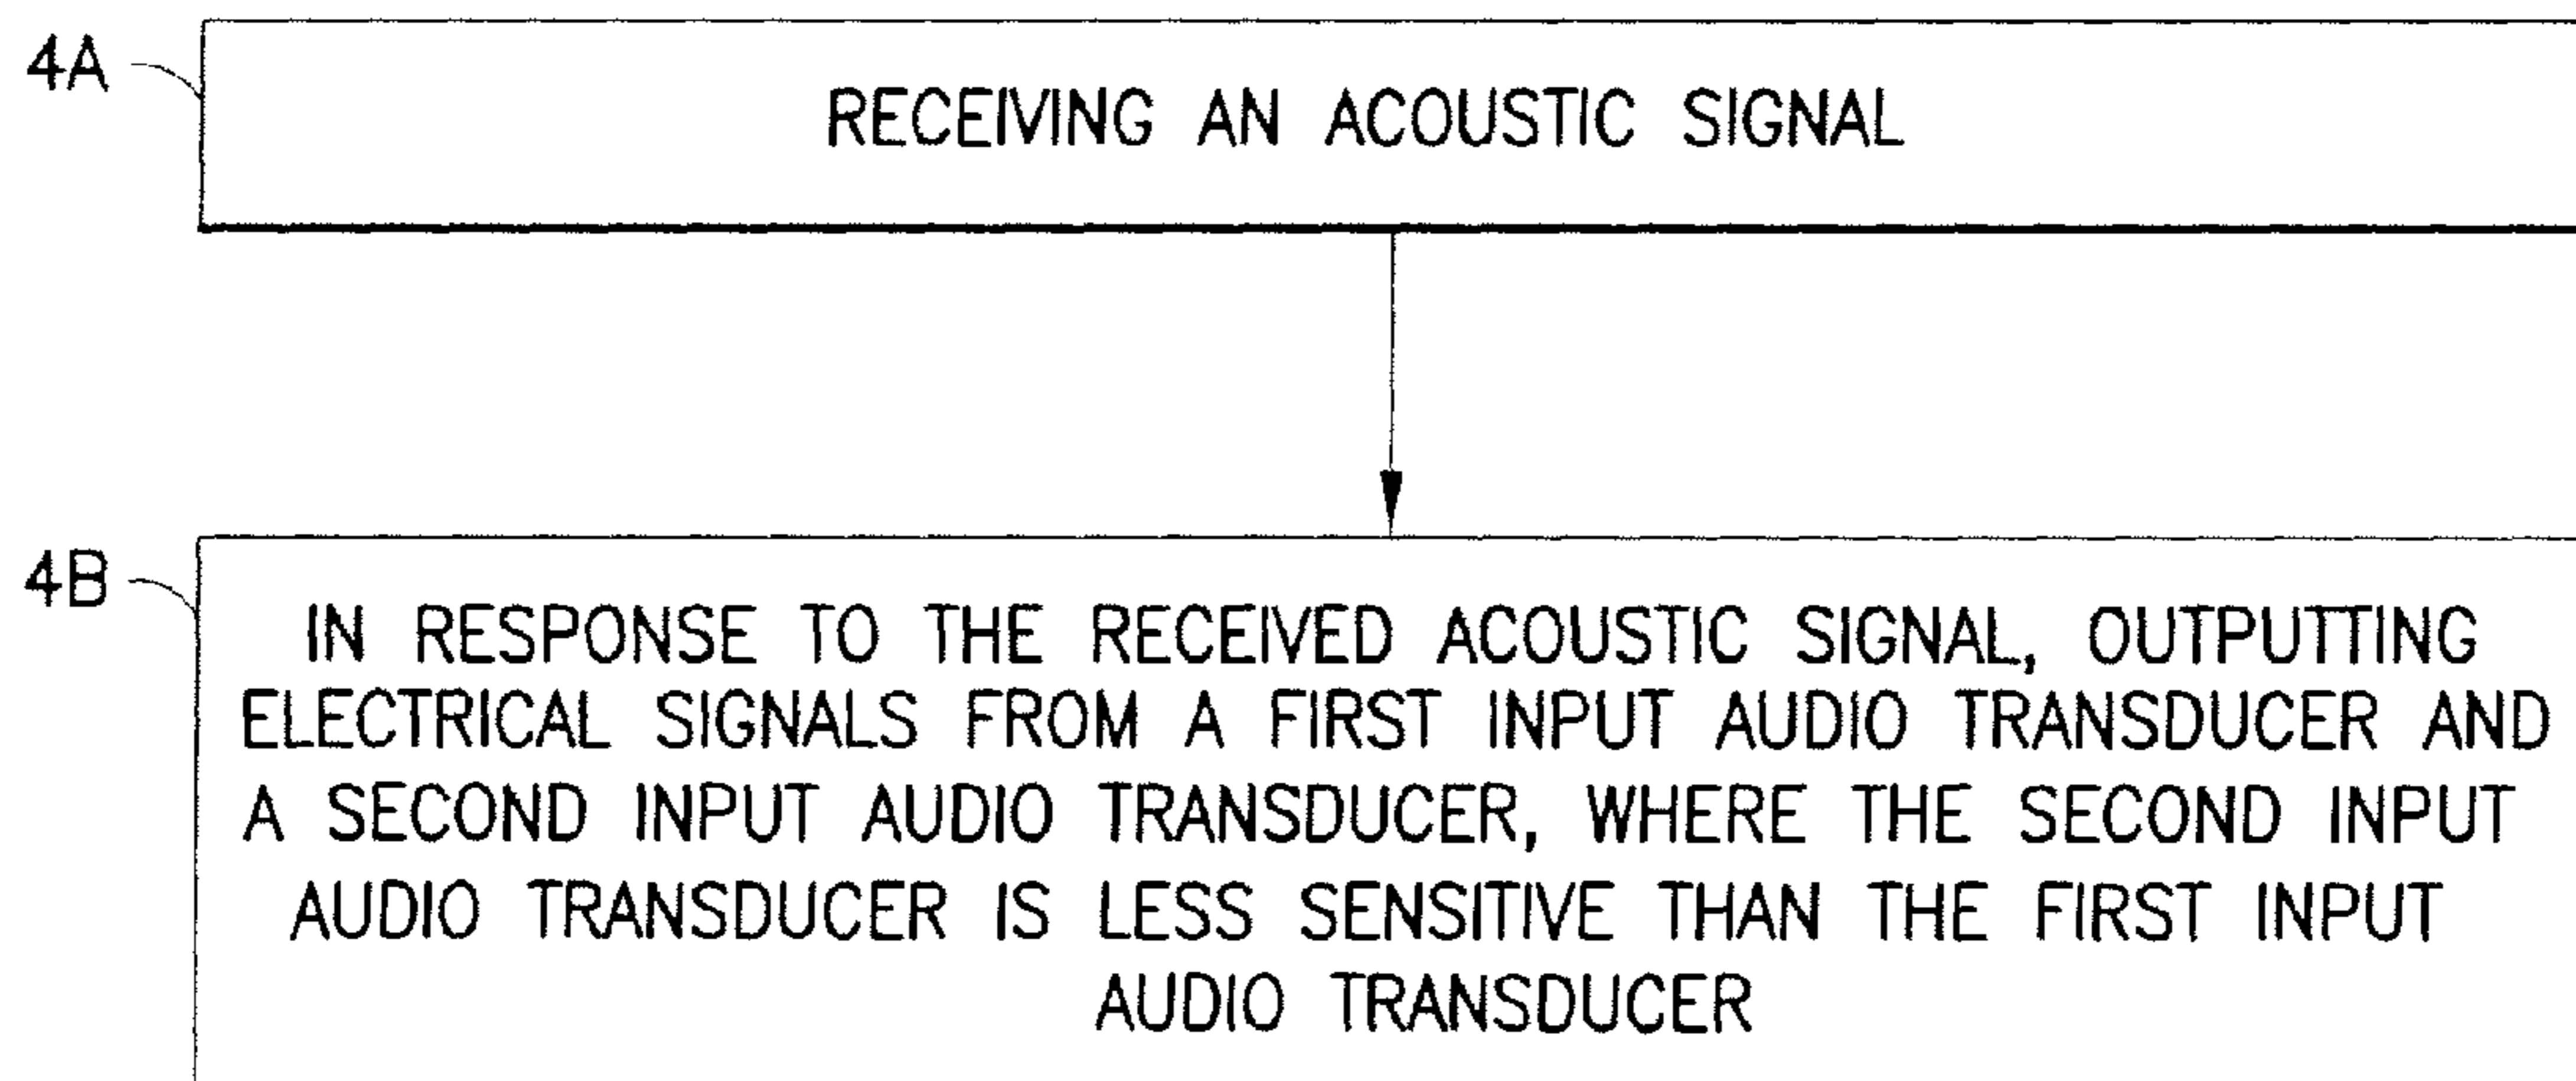 4A
RECEIVING AN ACOUSTIC SIGNAL
4B
IN RESPONSE TO THE RECEIVED ACOUSTIC SIGNAL, OUTPUTTING
ELECTRICAL SIGNALS FROM A FIRST INPUT AUDIO TRANSDUCER AND
A SECOND INPUT AUDIO TRANSDUCER, WHERE THE SECOND INPUT
AUDIO TRANSDUCER IS LESS SENSITIVE THAN THE FIRST INPUT
AUDIO TRANSDUCER